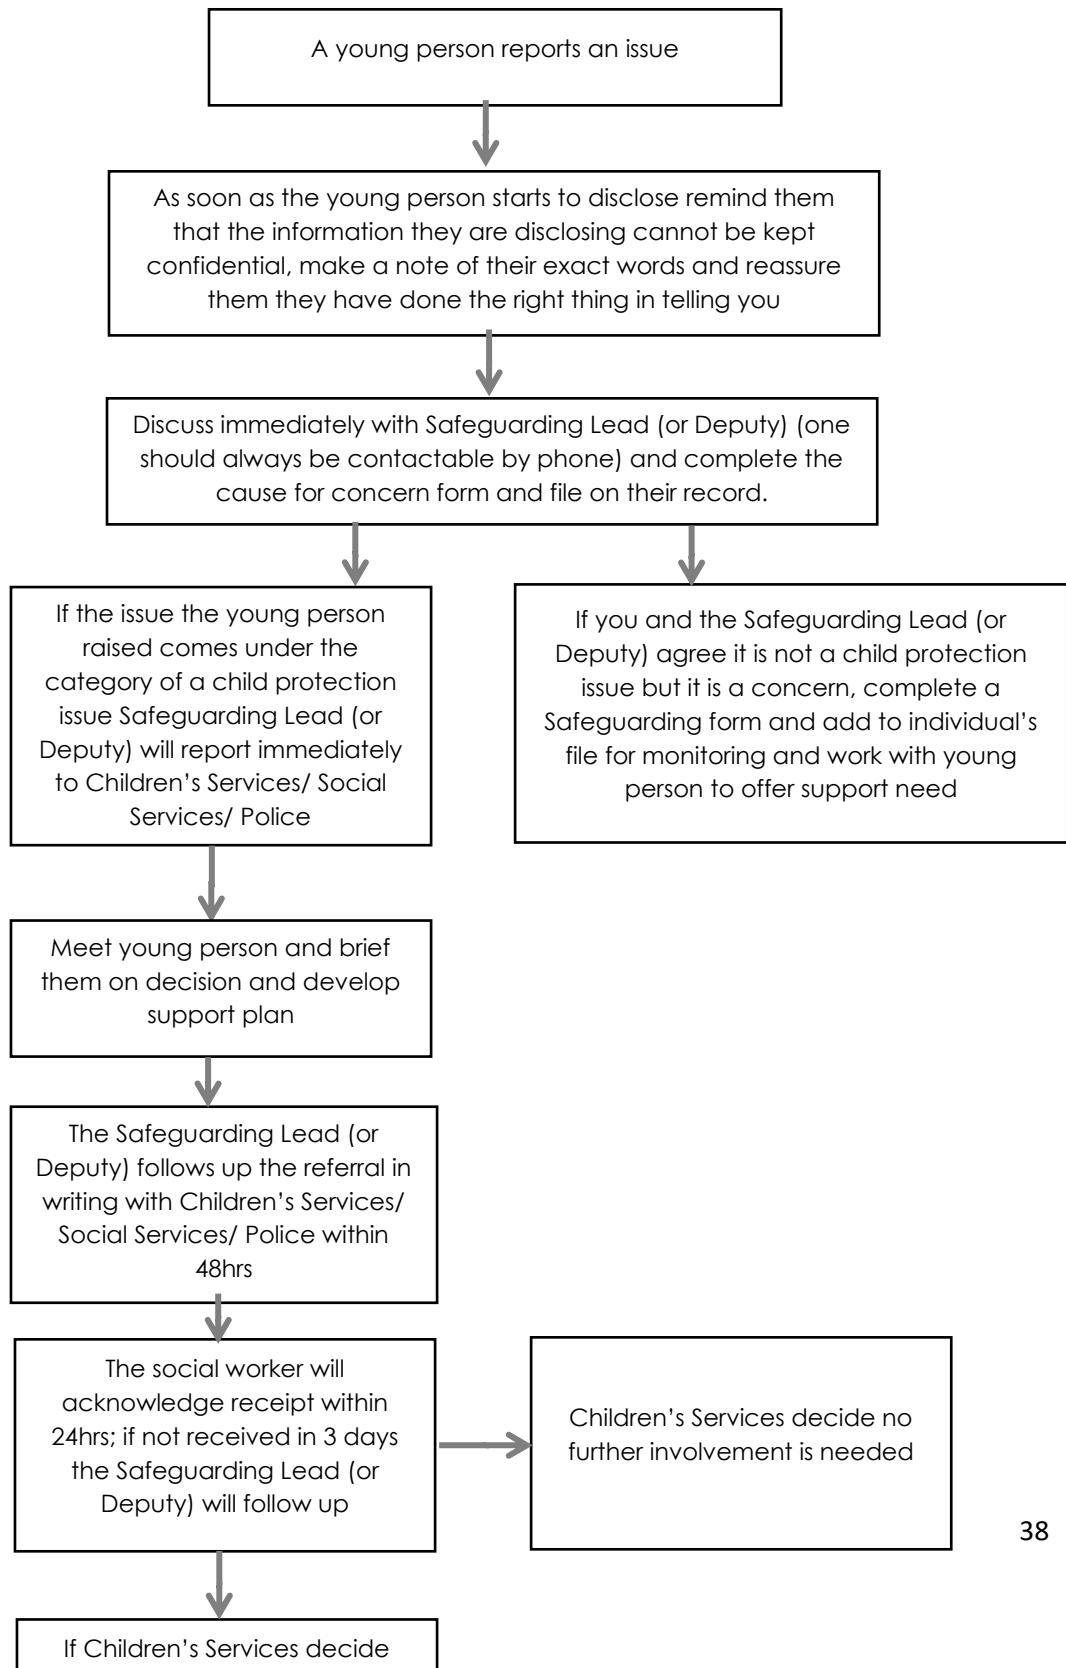 A young person reports an issue
As soon as the young person starts to disclose remind them
that the information they are disclosing cannot be kept
confidential, make a note of their exact words and reassure
them they have done the right thing in telling you
Discuss immediately with Safeguarding Lead (or Deputy) (one
should always be contactable by phone) and complete the
cause for concern form and file on their record.
If the issue the young person
raised comes under the
category of a child protection
issue Safeguarding Lead (or
Deputy) will report immediately
to Children’s Services/ Social
Services/ Police
If you and the Safeguarding Lead (or
Deputy) agree it is not a child protection
issue but it is a concern, complete a
Safeguarding form and add to individual’s
file for monitoring and work with young
person to offer support need
Meet young person and brief
them on decision and develop
support plan
The Safeguarding Lead (or
Deputy) follows up the referral in
writing with Children’s Services/
Social Services/ Police within
48hrs
The social worker will
acknowledge receipt within
24hrs; if not received in 3 days
the Safeguarding Lead (or
Deputy) will follow up
Children’s Services decide no
further involvement is needed
38
If Children’s Services decide